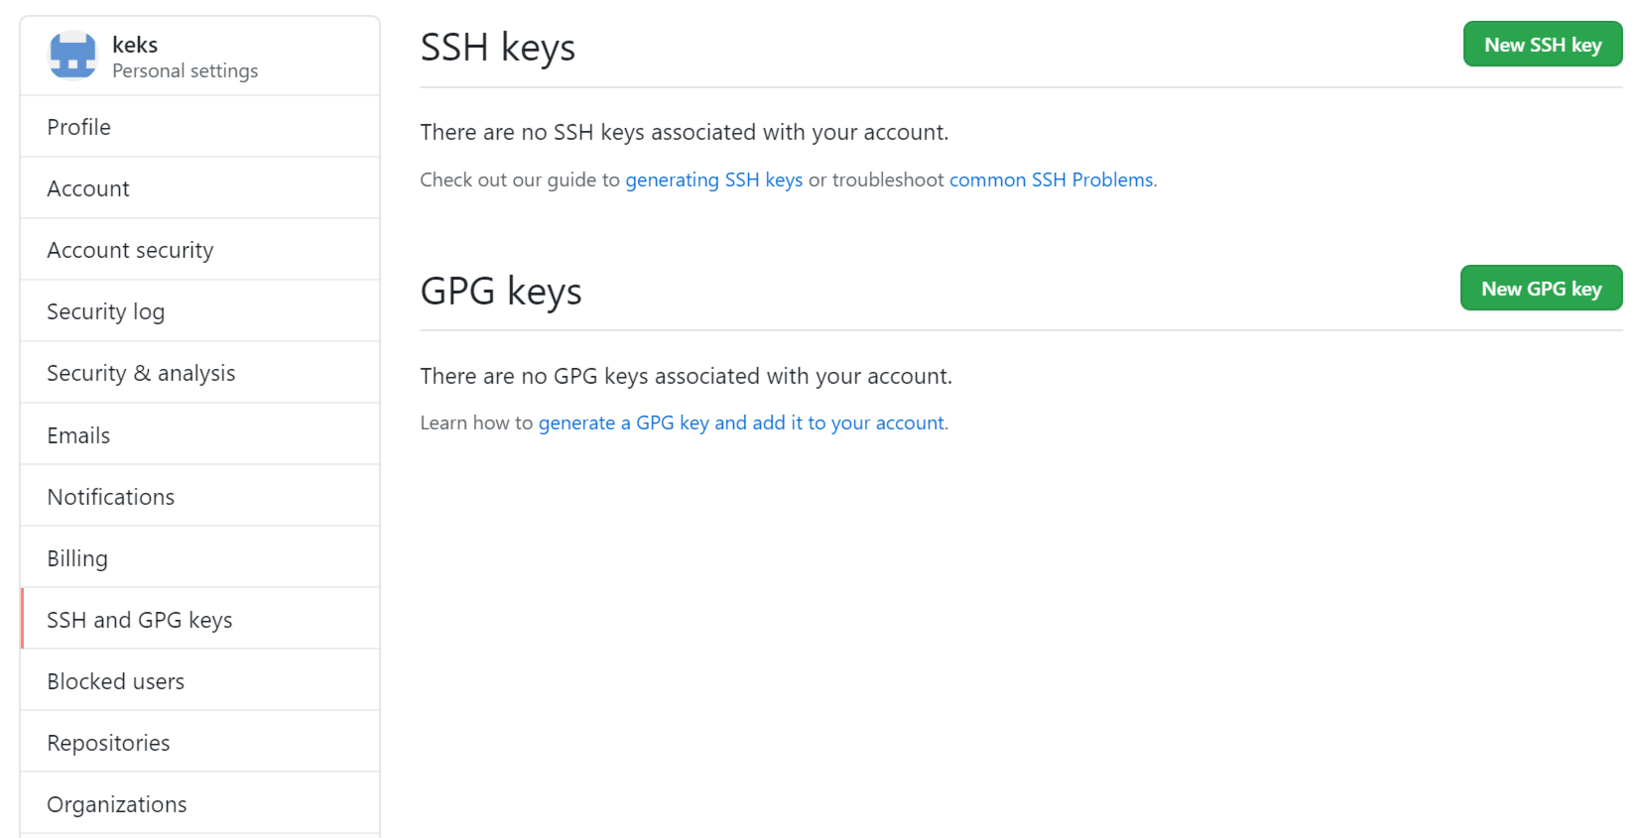 keks
Personal settings
Profile
Account
Account security
Security log
Security & analysis
Emails
Notifications
Billing
SSH and GPG keys
Blocked users
Repositories
Organizations
SSH keys
New SSH key
There are no SSH keys associated with your account.
Check out our guide to generating SSH keys or troubleshoot common SSH Problems.
GPG keys
New GPG key
There are no GPG keys associated with your account.
Learn how to generate a GPG key and add it to your account.